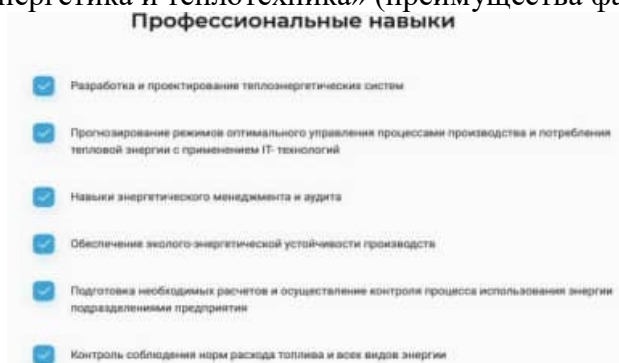 нергетика и теплотехника» (преимущества фа
Профессиональные навыки
Разработка и проектирование теплоэнергетических систем
Прогнозирование режимов оптимального управления процессами производства и потребления
тепловой энергии с применением IT- технологий
Навыки энергетического менеджмента и аудита
Обеспечение эколого-энергетической устойчивости производств
Подготовка необходимых расчетов и осуществление контроля процесса использования энергии
подразделениями предприятия
Контроль соблюдения норм расхода топлива и всех видов энергии